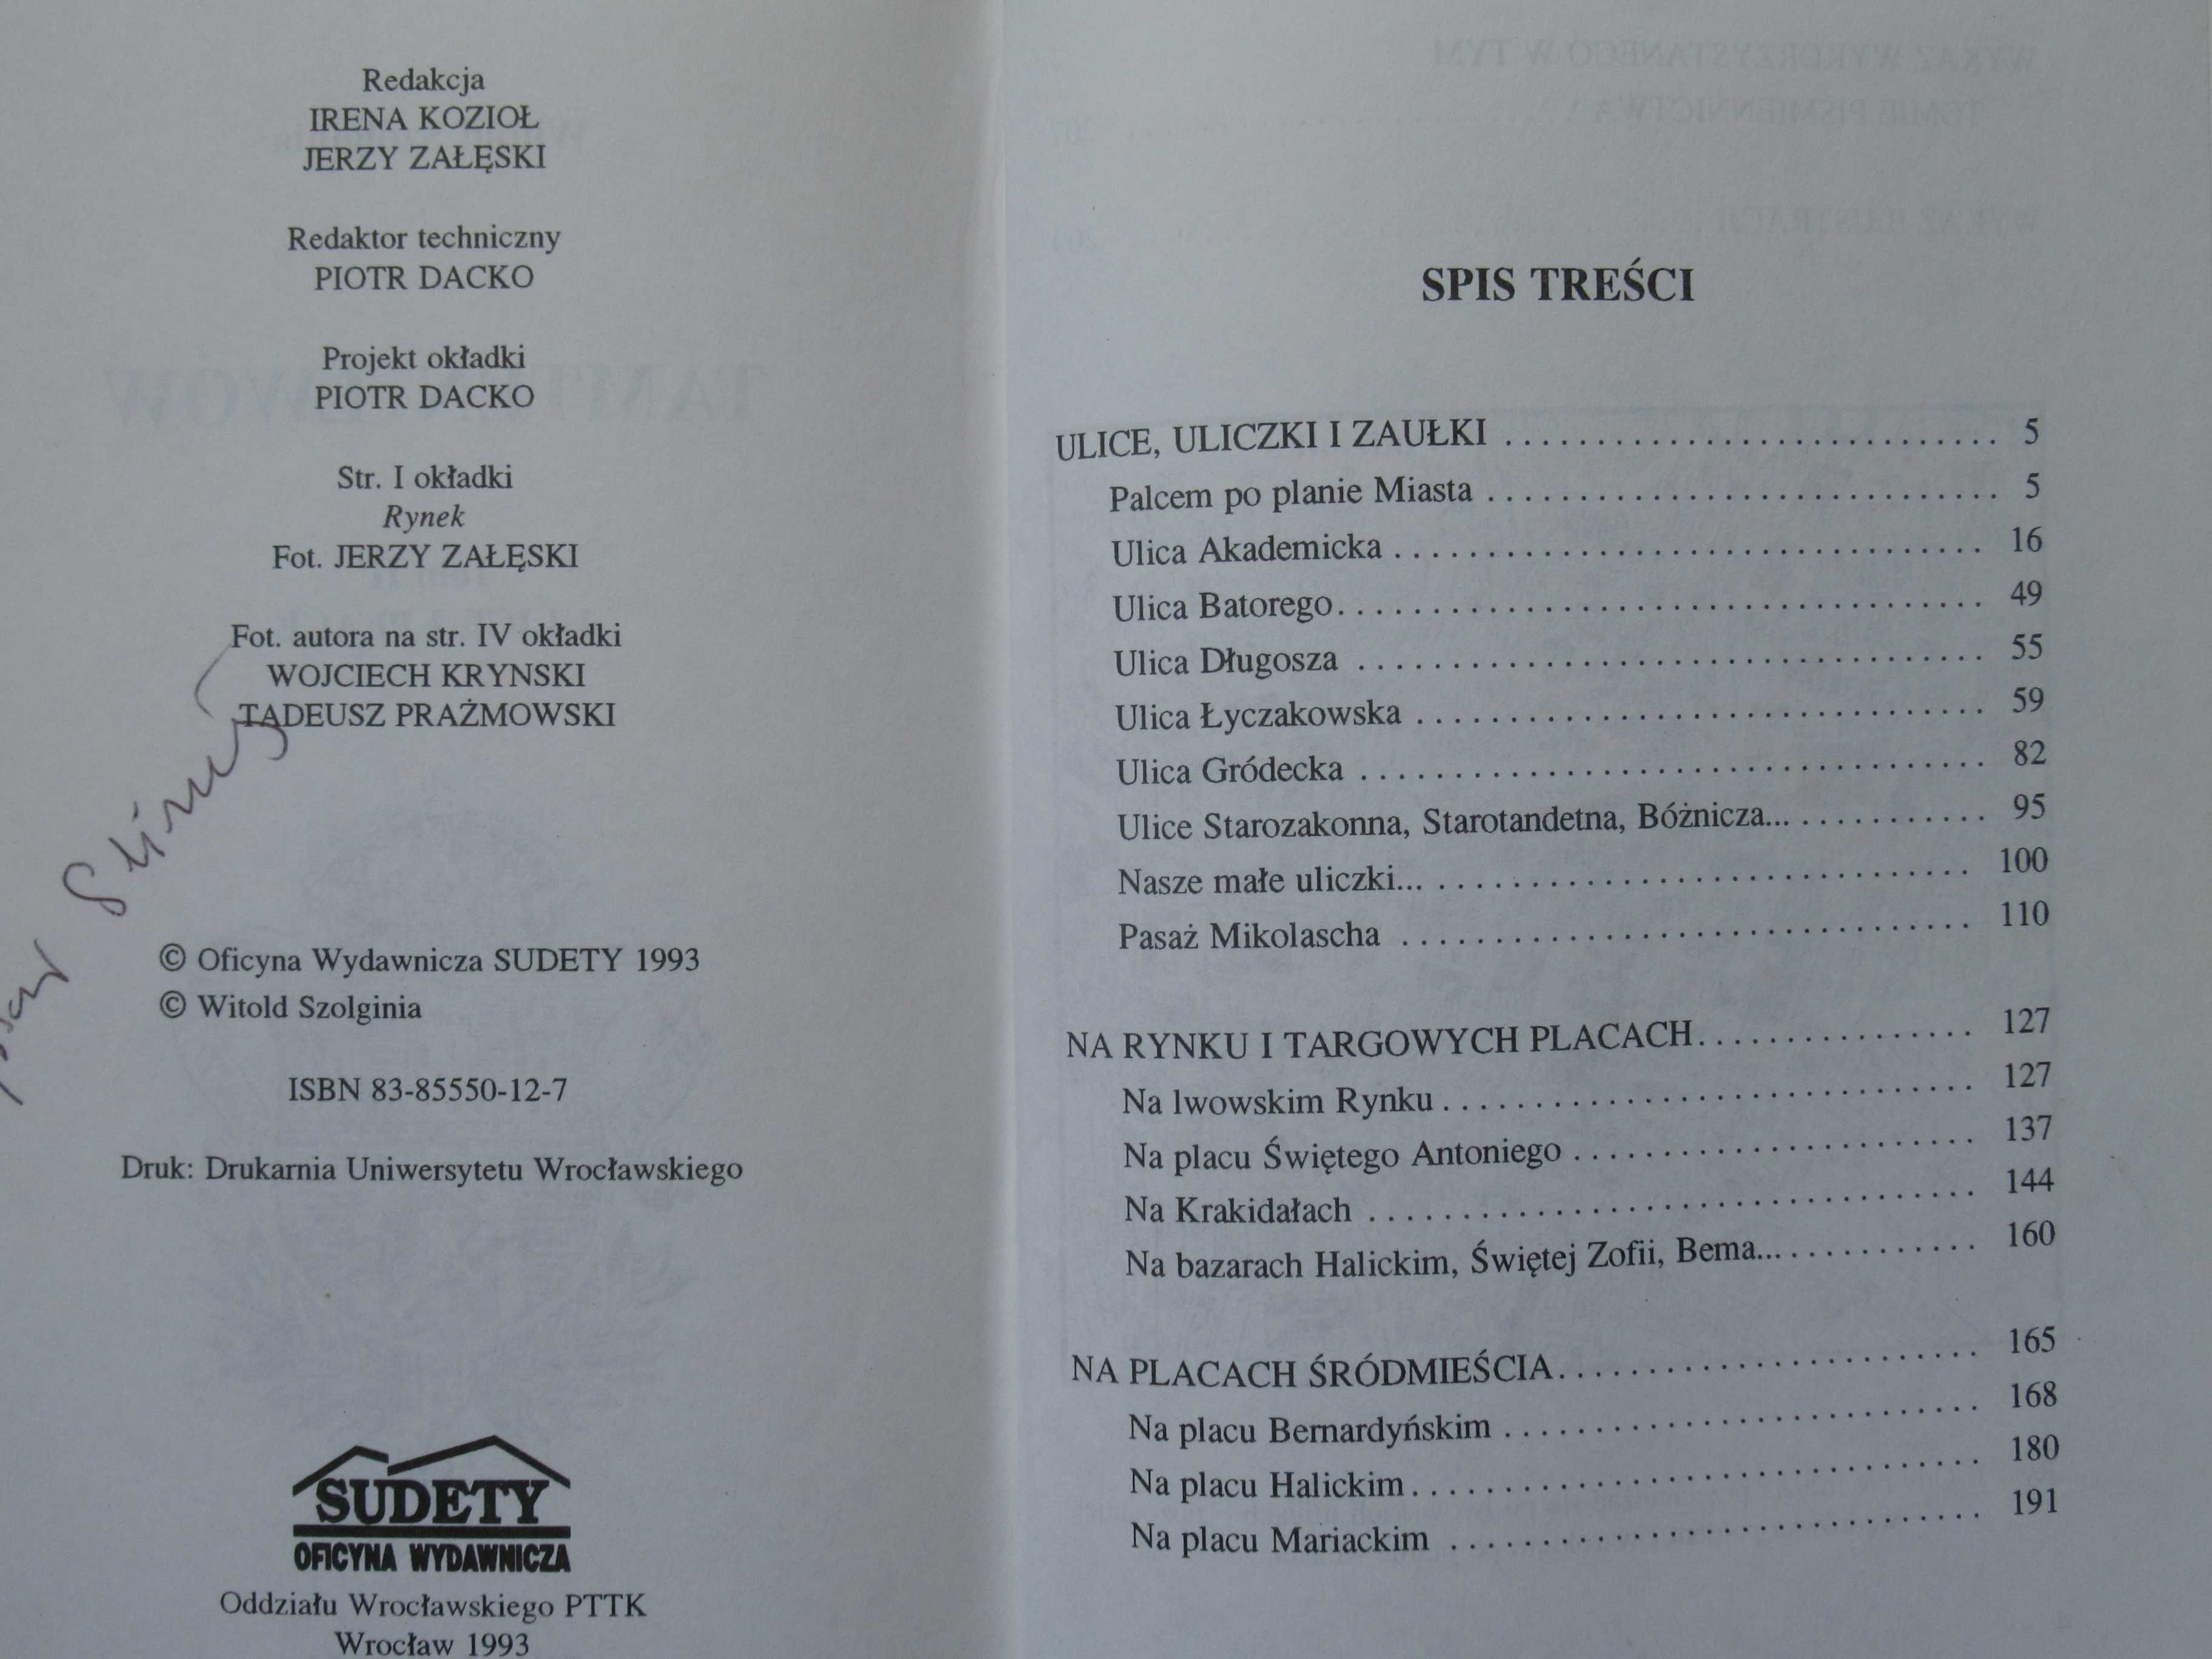 Redakcja
IRENA KOZIOŁ
JERZY ZAŁĘSKI
Redaktor techniczny
PIOTR DACKO
Projekt okładki
PIOTR DACKO
Str. I okładki
Rynek
Fot. JERZY ZAŁĘSKI
Fot. autora na str. IV okładki
WOJCIECH KRYNSKI
TADEUSZ PRAŻMOWSKI
© Oficyna Wydawnicza SUDETY 1993
© Witold Szolginia
ISBN 83-85550-12-7
Druk: Drukarnia Uniwersytetu Wrocławskiego
SUDETY
OFICYNA WYDAWNICZA
Oddziału Wrocławskiego PTTK
Wrocław 1993
SPIS TREŚCI
ULICE, ULICZKI I ZAUŁKI . . . . . . . . . . . . . . . . . . . . . . . . . . . 5
Palcem po planie Miasta . . . . . . . . . . . . . . . . . . . . . . . . . . . . 5
Ulica Akademicka . . . . . . . . . . . . . . . . . . . . . . . . . . . . . . . . 16
Ulica Batorego. . . . . . . . . . . . . . . . . . . . . . . . . . . . . . . . . . . 49
Ulica Długosza . . . . . . . . . . . . . . . . . . . . . . . . . . . . . . . . . . 55
Ulica Łyczakowska . . . . . . . . . . . . . . . . . . . . . . . . . . . . . . . 59
Ulica Gródecka . . . . . . . . . . . . . . . . . . . . . . . . . . . . . . . . . . 82
Ulice Starozakonna, Starotandetna, Bóżnicza... . . . . . . . . . . . 95
Nasze małe uliczki... . . . . . . . . . . . . . . . . . . . . . . . . . . . . . 100
Pasaż Mikolascha . . . . . . . . . . . . . . . . . . . . . . . . . . . . . . . 110
NA RYNKU I TARGOWYCH PLACACH. . . . . . . . . . . . . . . 127
Na lwowskim Rynku . . . . . . . . . . . . . . . . . . . . . . . . . . . . . 127
Na placu Świętego Antoniego . . . . . . . . . . . . . . . . . . . . . . 137
Na Krakidałach . . . . . . . . . . . . . . . . . . . . . . . . . . . . . . . . . 144
Na bazarach Halickim, Świętej Zofii, Bema... . . . . . . . . . . . 160
NA PLACACH ŚRÓDMIEŚCIA. . . . . . . . . . . . . . . . . . . . . . . 165
Na placu Bernardyńskim . . . . . . . . . . . . . . . . . . . . . . . . . . 168
Na placu Halickim. . . . . . . . . . . . . . . . . . . . . . . . . . . . . . . 180
Na placu Mariackim . . . . . . . . . . . . . . . . . . . . . . . . . . . . . 191